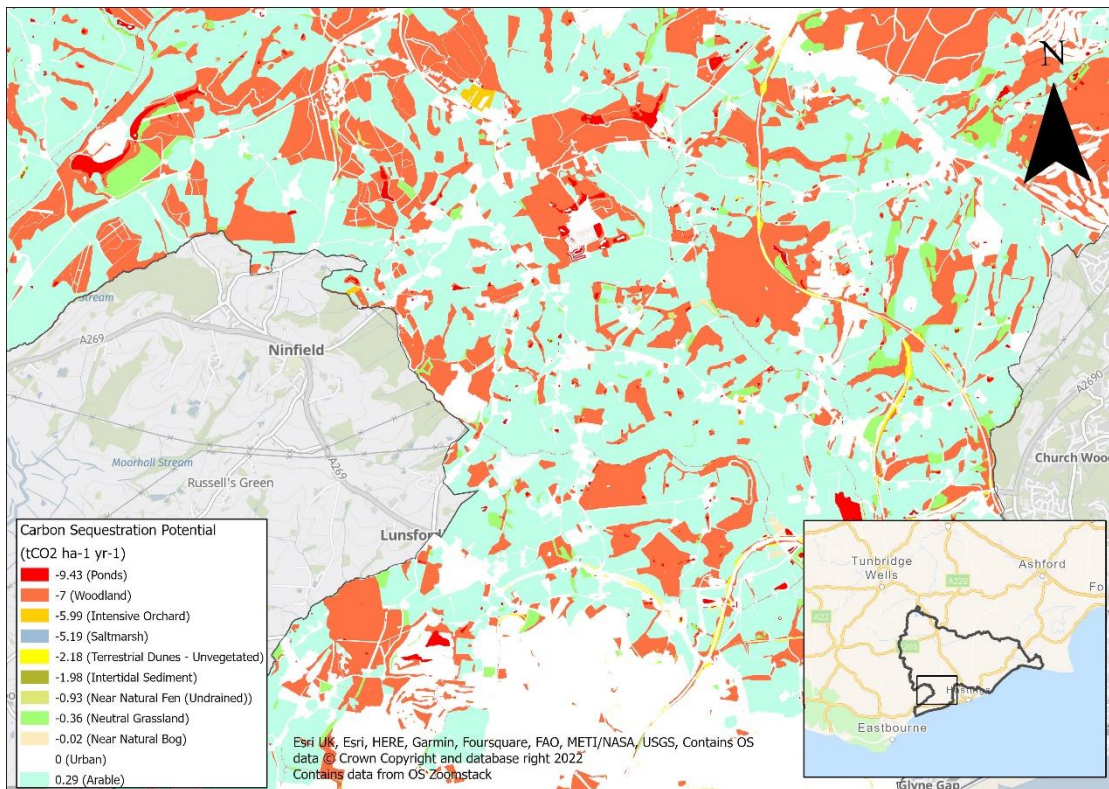 N
Stream
A269
Ninfield
A2690
Moorhall Stream
A269
Church Wood
Russell's Green
Lunsford
Carbon Sequestration Potential
(tCO2 ha-1 yr-1)
-9.43 (Ponds)
-7 (Woodland)
-5.99 (Intensive Orchard)
-5.19 (Saltmarsh)
-2.18 (Terrestrial Dunes - Unvegetated)
-1.98 (Intertidal Sediment)
-0.93 (Near Natural Fen (Undrained))
-0.36 (Neutral Grassland)
-0.02 (Near Natural Bog)
0 (Urban)
0.29 (Arable)
Esri UK, Esri, HERE, Garmin, Foursquare, FAO, METI/NASA, USGS, Contains OS
data © Crown Copyright and database right 2022
Contains data from OS Zoomstack
Tunbridge
Wells
Ashford
A229
Fo
A22
Hastings
Eastbourne
Glyne Gap